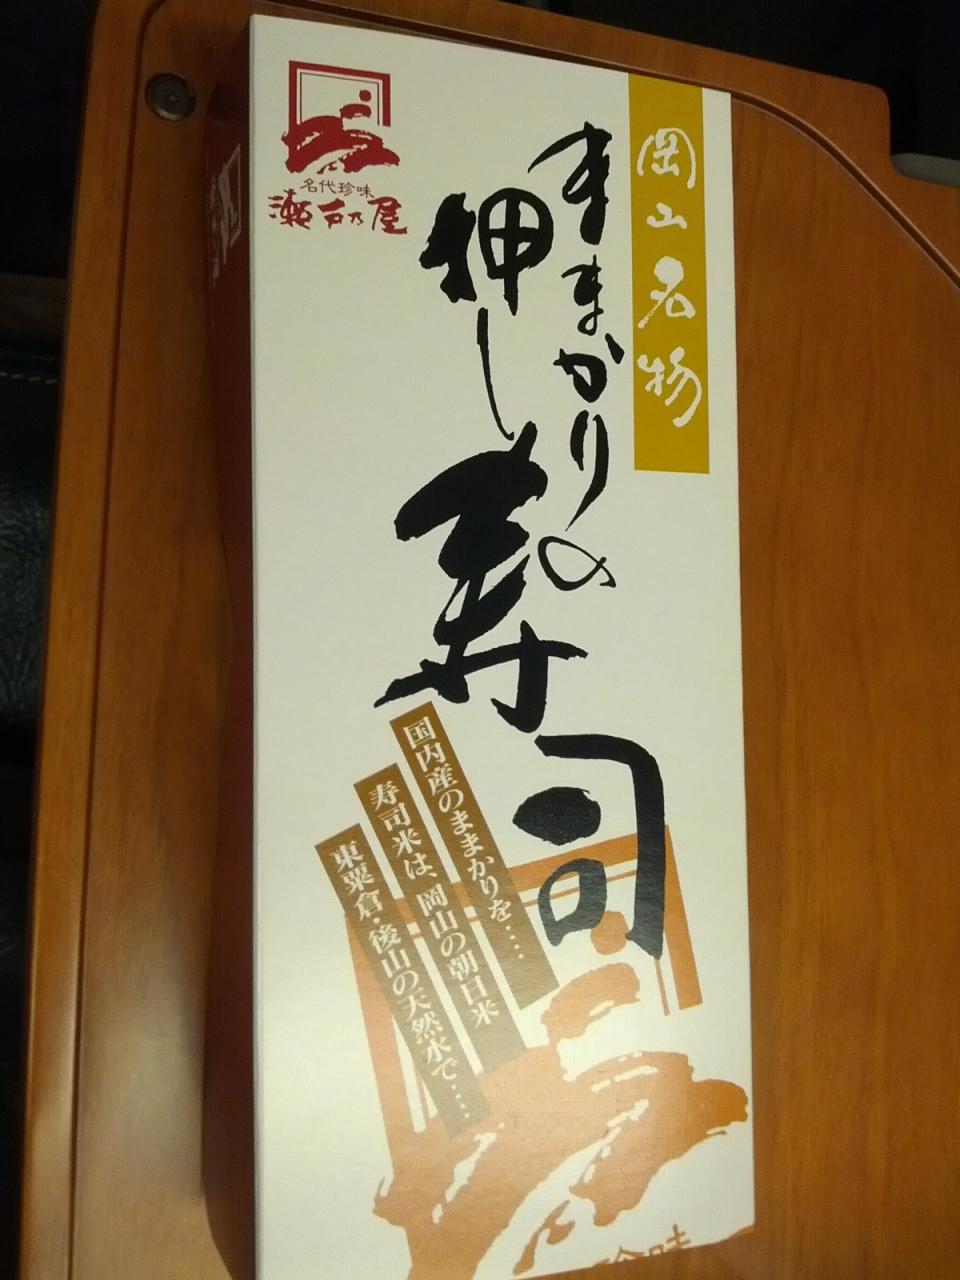 岡山名物
ままかりの
押し寿司
名代珍味
瀬戸乃屋
国内産のままかりを‥‥
寿司米は、岡山の朝日米
東粟倉・後山の天然水で‥‥
珍味